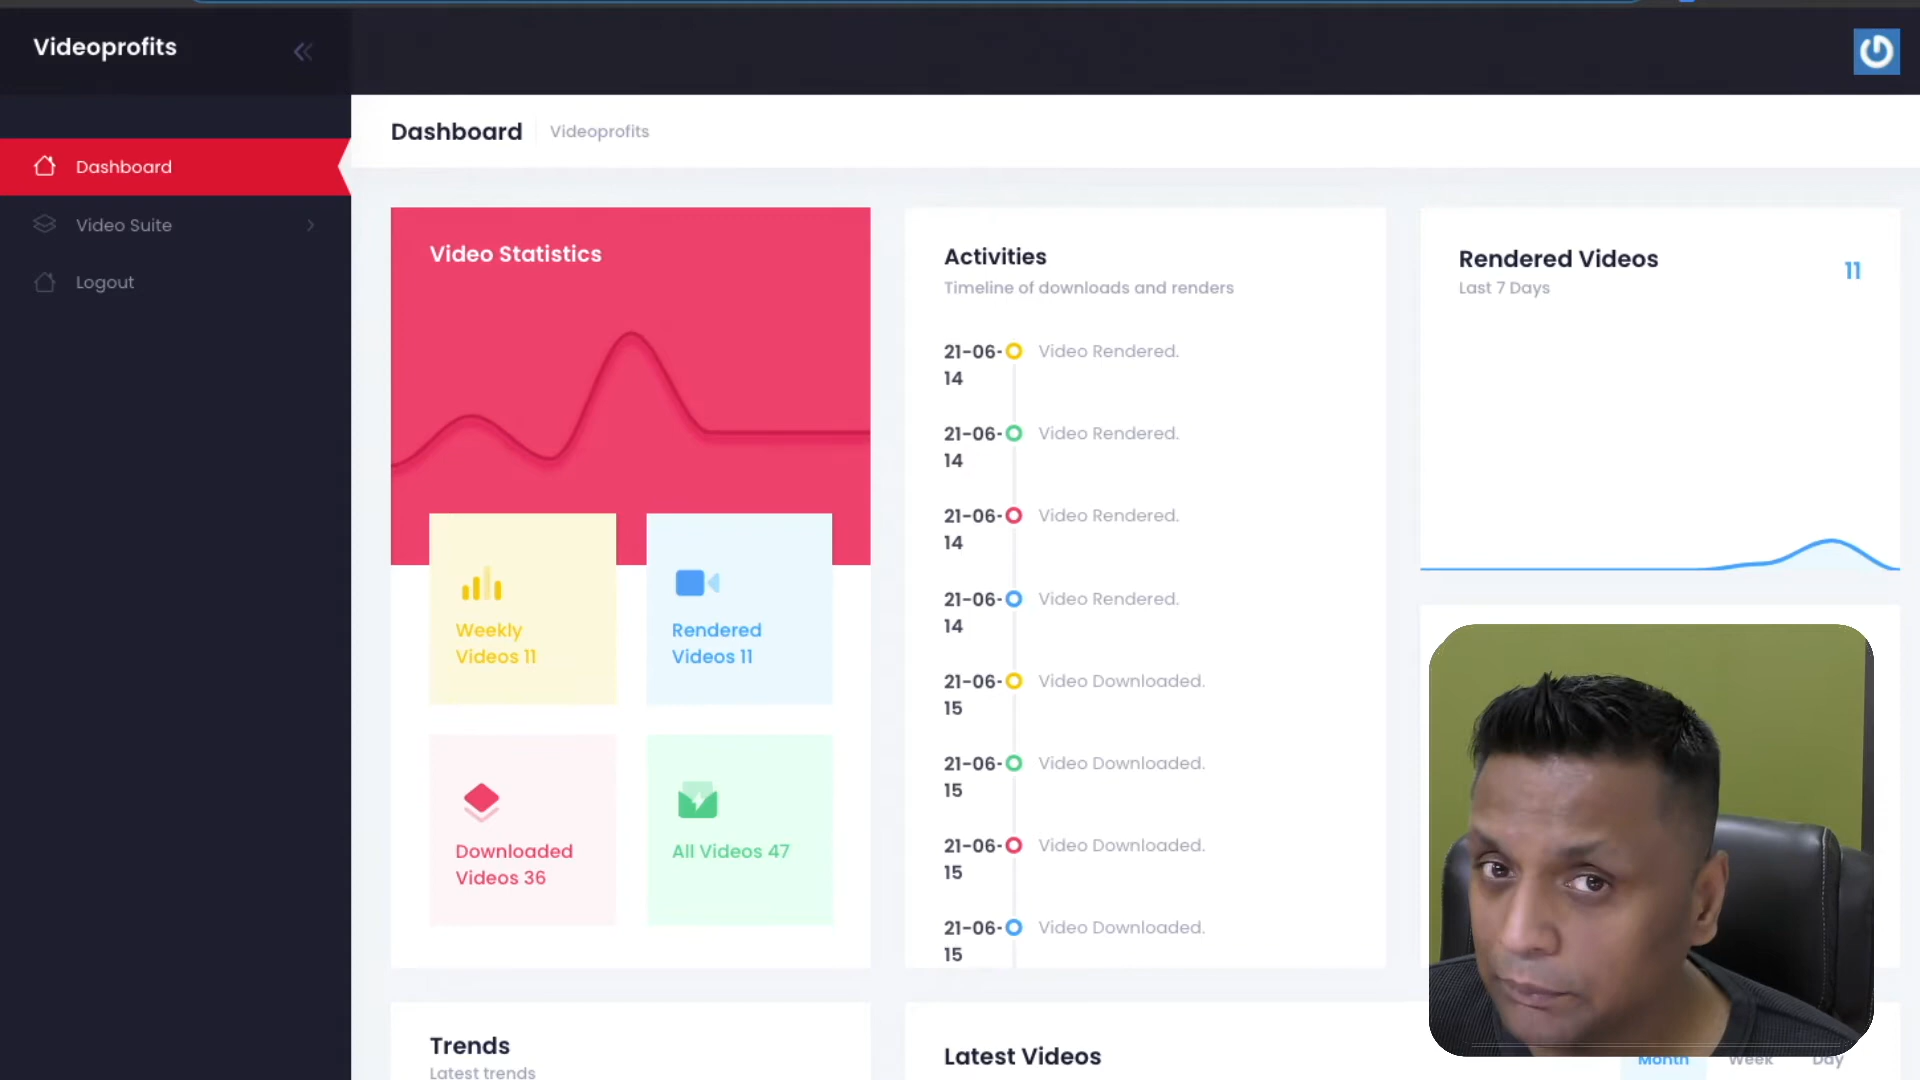 Videoprofits
Dashboard
Video Suite
Logout
Dashboard
Videoprofits
Video Statistics
Weekly
Videos 11
Rendered
Videos 11
Downloaded
Videos 36
All Videos 47
Activities
Timeline of downloads and renders
21-06-
14
Video Rendered.
21-06-
14
Video Rendered.
21-06-
14
Video Rendered.
21-06-
14
Video Rendered.
21-06-
15
Video Downloaded.
21-06-
15
Video Downloaded.
21-06-
15
Video Downloaded.
21-06-
15
Video Downloaded.
Rendered Videos
11
Last 7 Days
Trends
Latest trends
Latest Videos
Month
Week
Day